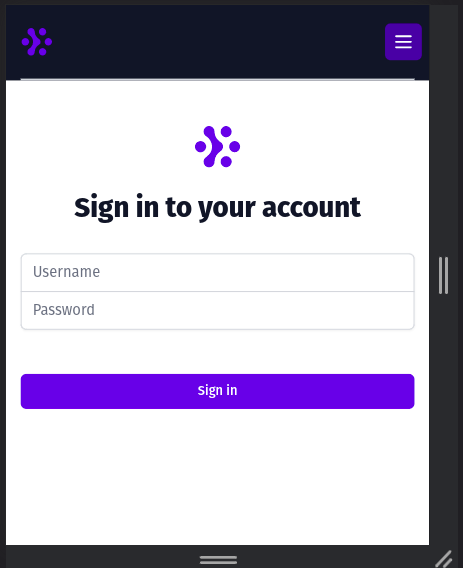 Sign in to your account
Username
Password
Sign in